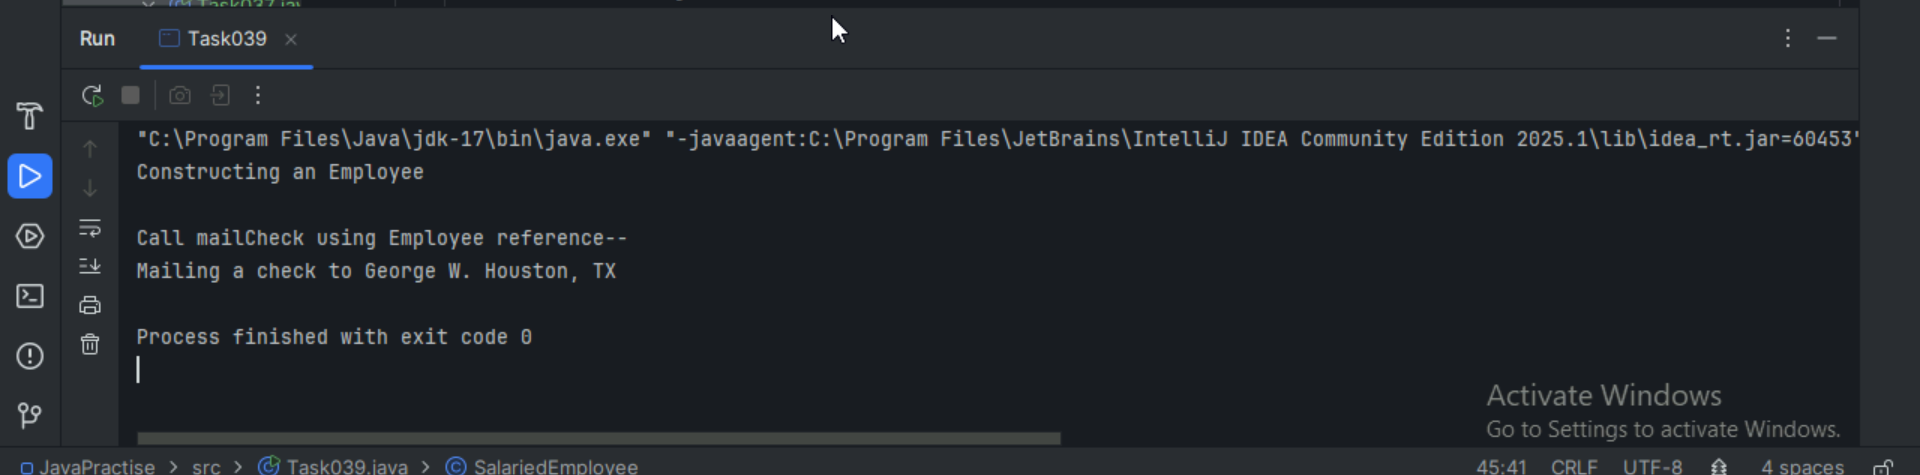 Task037.jav
Run Task039
"C:\Program Files\Java\jdk-17\bin\java.exe" "-javaagent:C:\Program Files\JetBrains\IntelliJ IDEA Community Edition 2025.1\lib\idea_rt.jar=60453"
Constructing an Employee
Call mailCheck using Employee reference--
Mailing a check to George W. Houston, TX
Process finished with exit code 0
Activate Windows
Go to Settings to activate Windows.
JavaPractise > src > Task039.java > SalariedEmployee 45:41 CRLF UTF-8 4 spaces